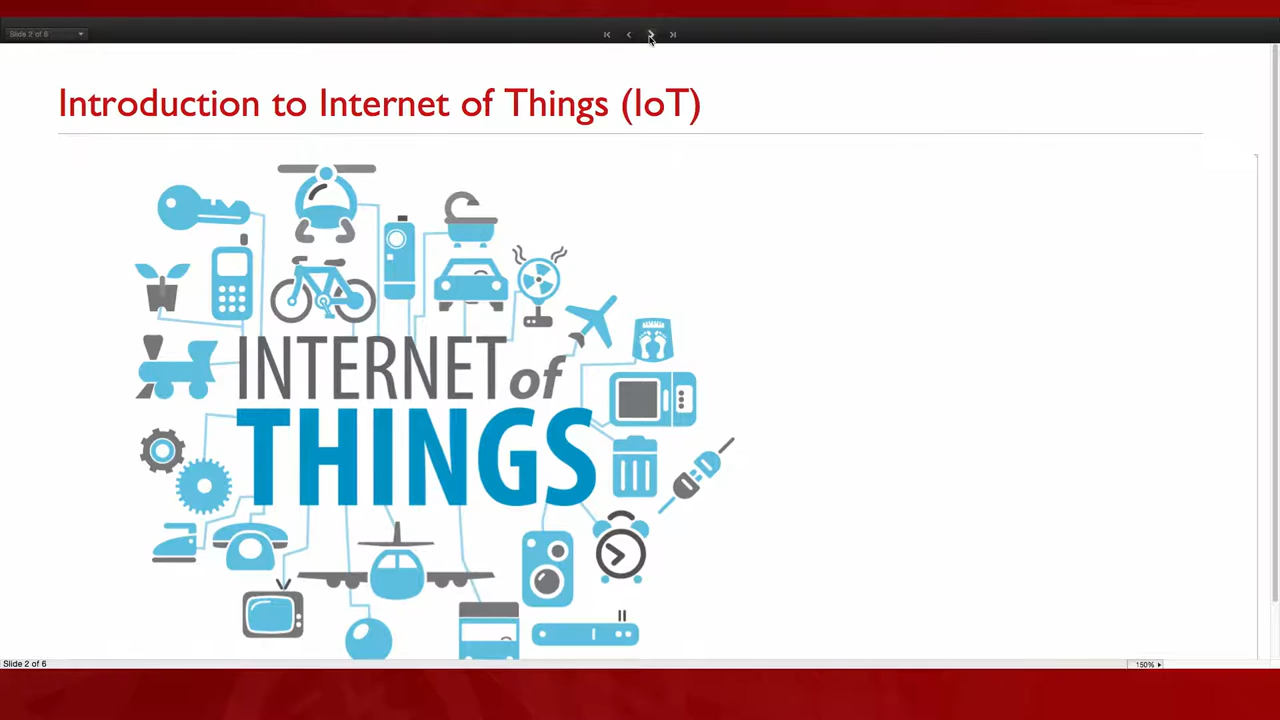 Slide 2 of 6
Introduction to Internet of Things (IoT)
INTERNET of
THINGS
Slide 2 of 6
150%